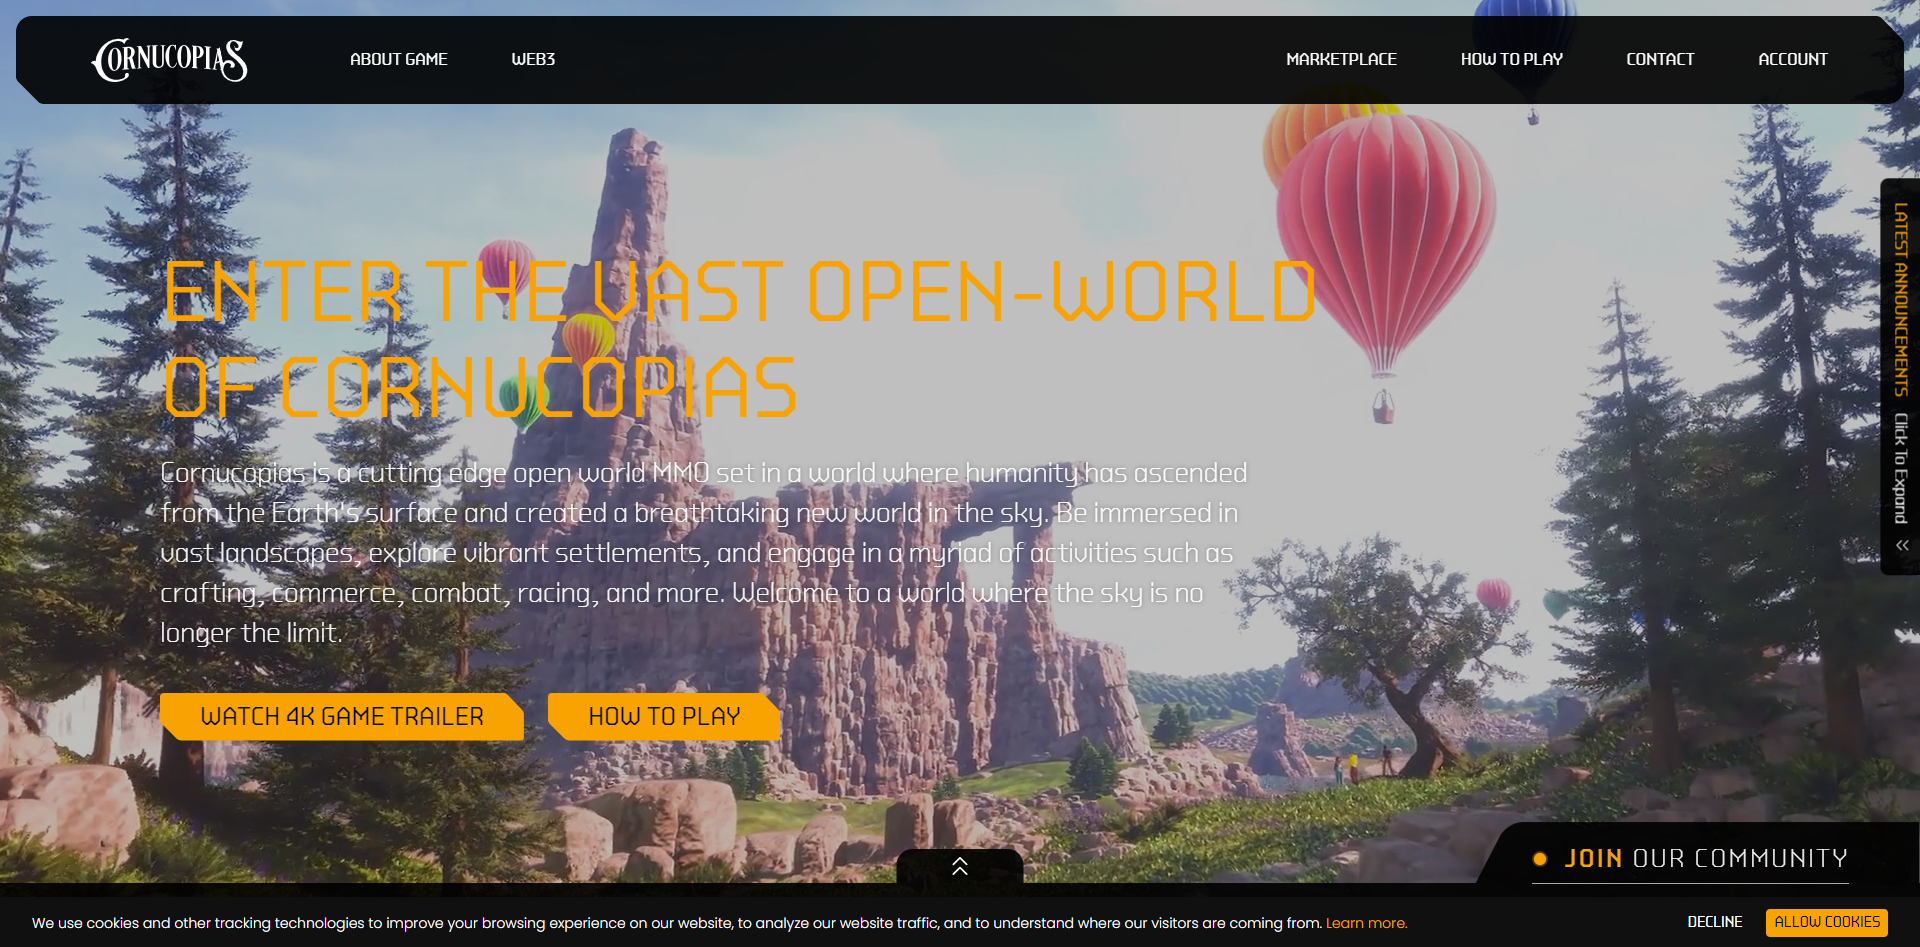 CORNUCOPIAS
ABOUT GAME
WEB3
MARKETPLACE
HOW TO PLAY
CONTACT
ACCOUNT
LATEST ANNOUNCEMENTS Click To Expand
ENTER THE VAST OPEN-WORLD
OF CORNUCOPIAS
Cornucopias is a cutting edge open world MMO set in a world where humanity has ascended
from the Earth's surface and created a breathtaking new world in the sky. Be immersed in
vast landscapes, explore vibrant settlements, and engage in a myriad of activities such as
crafting, commerce, combat, racing, and more. Welcome to a world where the sky is no
longer the limit.
WATCH 4K GAME TRAILER
HOW TO PLAY
JOIN OUR COMMUNITY
We use cookies and other tracking technologies to improve your browsing experience on our website, to analyze our website traffic, and to understand where our visitors are coming from. Learn more.
DECLINE
ALLOW COOKIES